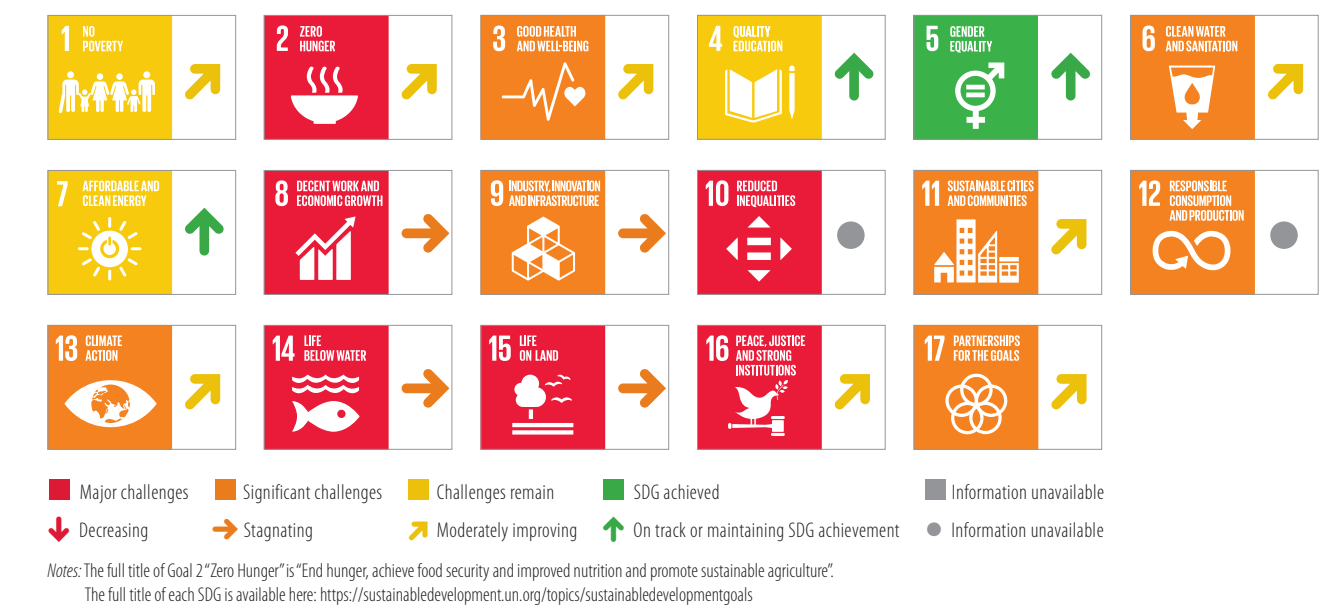 1 NO
POVERTY
2 ZERO
HUNGER
3 GOOD HEALTH
AND WELL-BEING
4 QUALITY
EDUCATION
5 GENDER
EQUALITY
6 CLEAN WATER
AND SANITATION
7 AFFORDABLE AND
CLEAN ENERGY
8 DECENT WORK AND
ECONOMIC GROWTH
9 INDUSTRY, INNOVATION
AND INFRASTRUCTURE
10 REDUCED
INEQUALITIES
11 SUSTAINABLE CITIES
AND COMMUNITIES
12 RESPONSIBLE
CONSUMPTION
AND PRODUCTION
13 CLIMATE
ACTION
14 LIFE
BELOW WATER
15 LIFE
ON LAND
16 PEACE, JUSTICE
AND STRONG
INSTITUTIONS
17 PARTNERSHIPS
FOR THE GOALS
Major challenges Significant challenges Challenges remain SDG achieved Information unavailable
Decreasing Stagnating Moderately improving On track or maintaining SDG achievement Information unavailable
Notes: The full title of Goal 2 “Zero Hunger” is “End hunger, achieve food security and improved nutrition and promote sustainable agriculture”.
The full title of each SDG is available here: https://sustainabledevelopment.un.org/topics/sustainabledevelopmentgoals